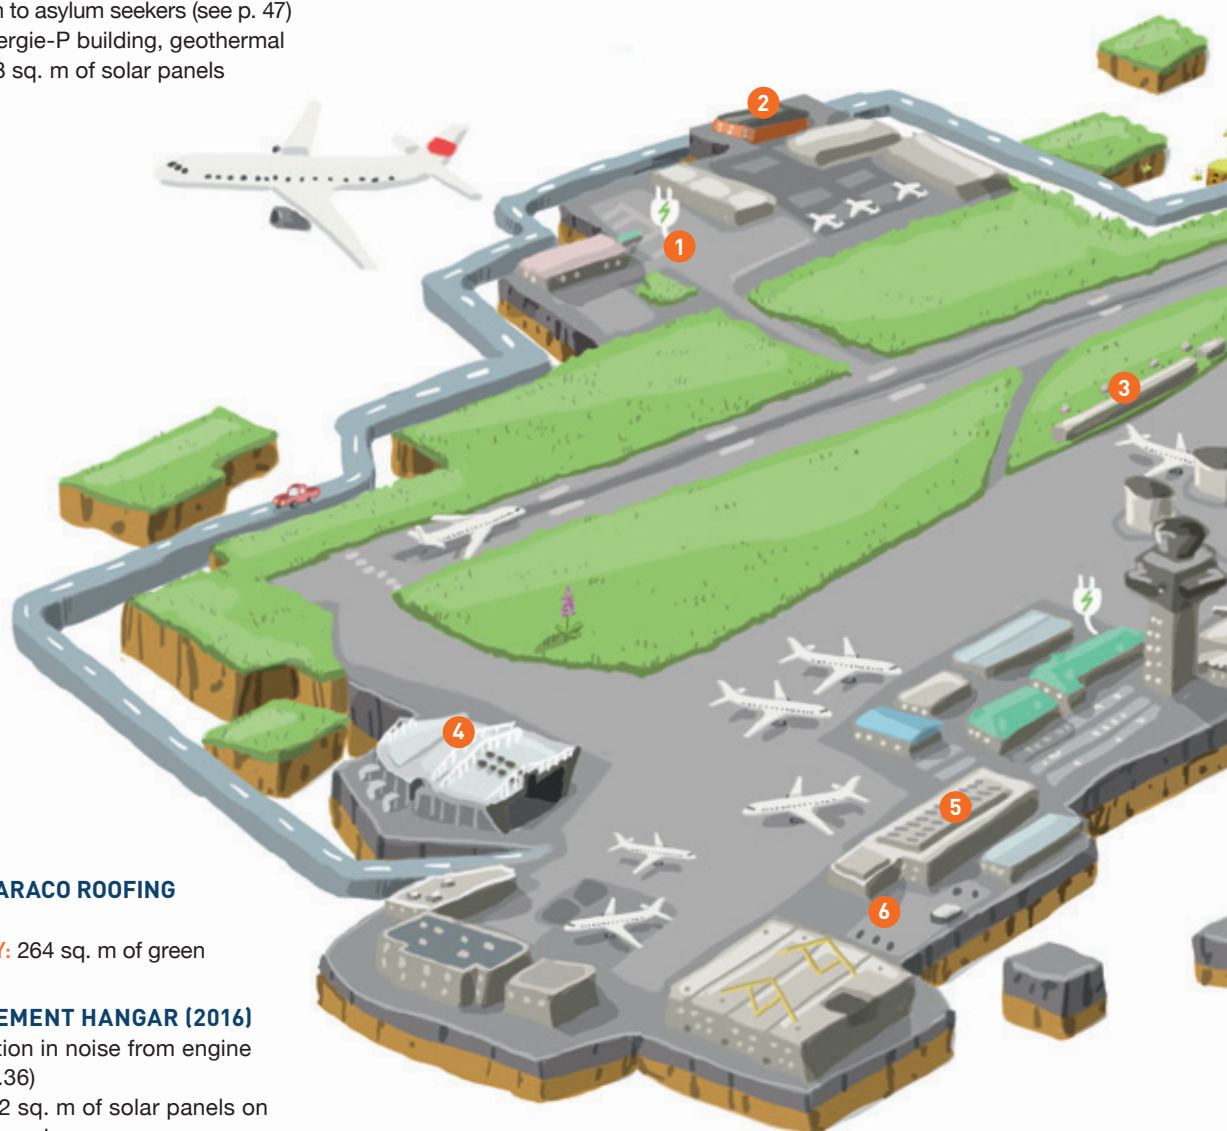 n to asylum seekers (see p. 47)
ergie-P building, geothermal
3 sq. m of solar panels
2
1
3
4
5
6
ARACO ROOFING
Y: 264 sq. m of green
EMENT HANGAR (2016)
tion in noise from engine
.36)
2 sq. m of solar panels on